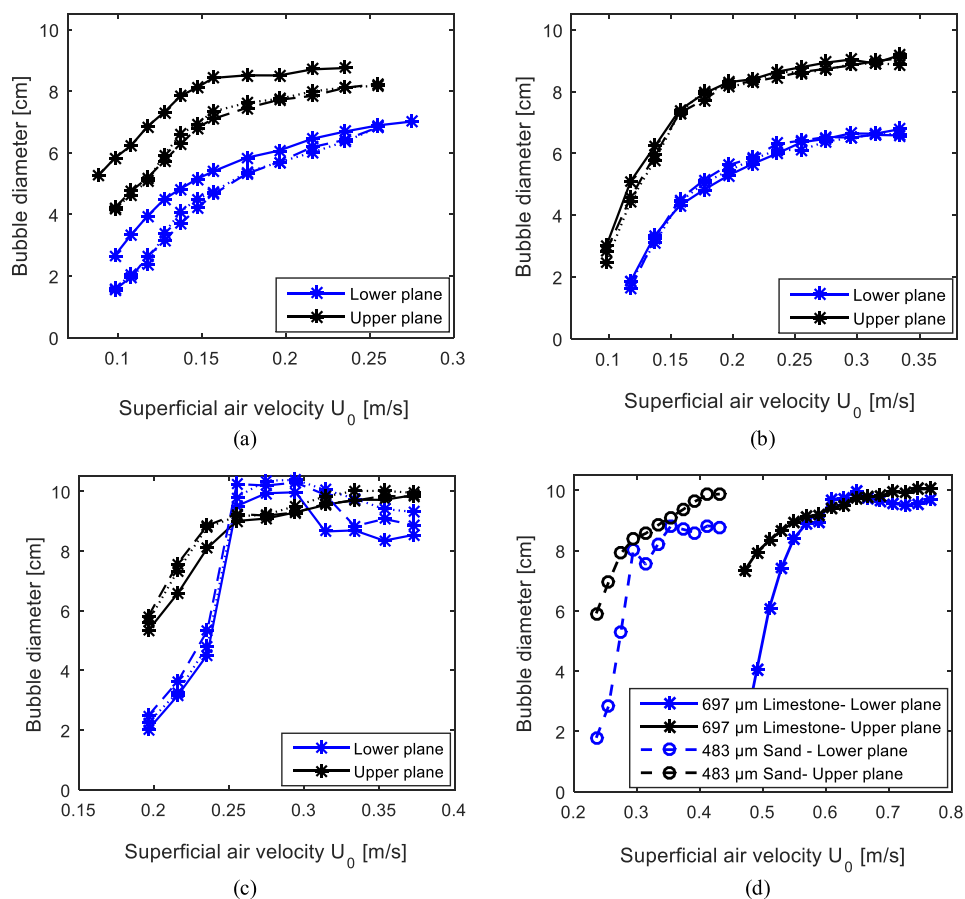 10
8
6
4
2
0
Bubble diameter [cm]
0.1
0.15
0.2
0.25
0.3
Lower plane
Upper plane
Superficial air velocity U0 [m/s]
(a)
10
8
6
4
2
0
Bubble diameter [cm]
0.1
0.15
0.2
0.25
0.3
0.35
Lower plane
Upper plane
Superficial air velocity U0 [m/s]
(b)
10
8
6
4
2
0
Bubble diameter [cm]
0.15
0.2
0.25
0.3
0.35
0.4
Lower plane
Upper plane
Superficial air velocity U0 [m/s]
(c)
10
8
6
4
2
0
Bubble diameter [cm]
0.2
0.3
0.4
0.5
0.6
0.7
0.8
697 µm Limestone- Lower plane
697 µm Limestone- Upper plane
483 µm Sand - Lower plane
483 µm Sand- Upper plane
Superficial air velocity U0 [m/s]
(d)